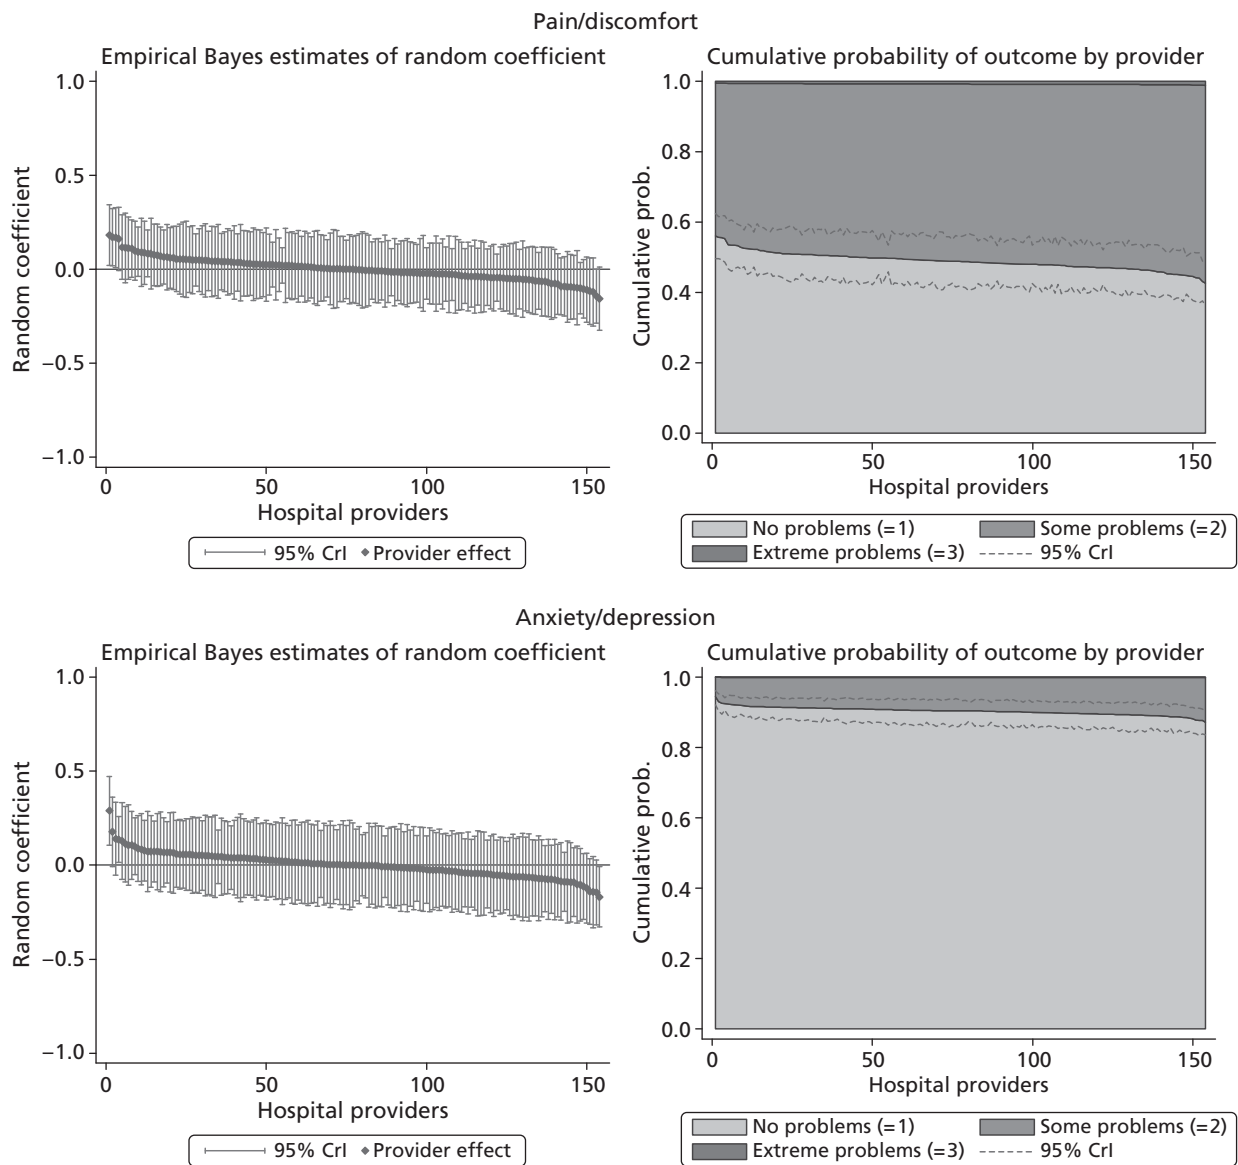 Pain/discomfort
Empirical Bayes estimates of random coefficient
1.0
0.5
0.0
−0.5
−1.0
Random coefficient
0 50 100 150
Hospital providers
95% CrI Provider effect
Cumulative probability of outcome by provider
1.0
0.8
0.6
0.4
0.2
0.0
Cumulative prob.
0 50 100 150
Hospital providers
No problems (=1) Some problems (=2)
Extreme problems (=3) 95% CrI
Anxiety/depression
Empirical Bayes estimates of random coefficient
1.0
0.5
0.0
−0.5
−1.0
Random coefficient
0 50 100 150
Hospital providers
95% CrI Provider effect
Cumulative probability of outcome by provider
1.0
0.8
0.6
0.4
0.2
0.0
Cumulative prob.
0 50 100 150
Hospital providers
No problems (=1) Some problems (=2)
Extreme problems (=3) 95% CrI